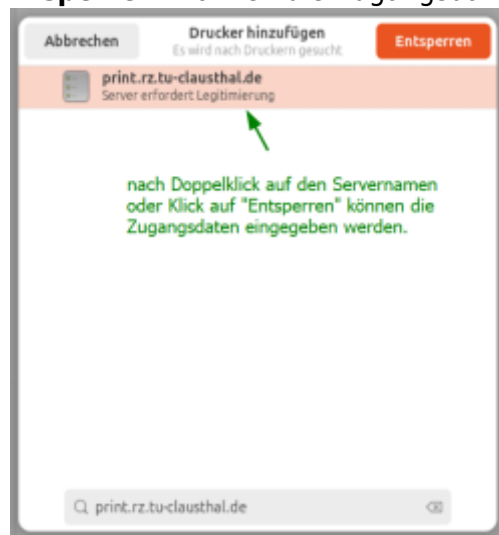 Abbrechen
Drucker hinzufügen
Es wird nach Druckern gesucht
Entsperren
print.rz.tu-clausthal.de
Server erfordert Legitimierung
nach Doppelklick auf den Servernamen
oder Klick auf "Entsperren" können die
Zugangsdaten eingegeben werden.
print.rz.tu-clausthal.de